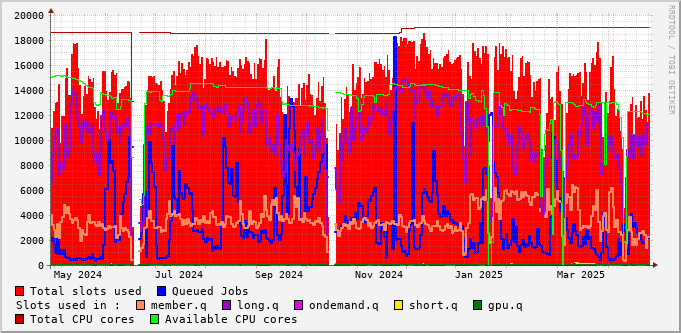 20000
18000
16000
14000
12000
10000
8000
6000
4000
2000
0
May 2024 Jul 2024 Sep 2024 Nov 2024 Jan 2025 Mar 2025
Total slots used Queued Jobs
Slots used in : member.q long.q ondemand.q short.q gpu.q
Total CPU cores Available CPU cores
RRDTOOL / TOBI OETIKER